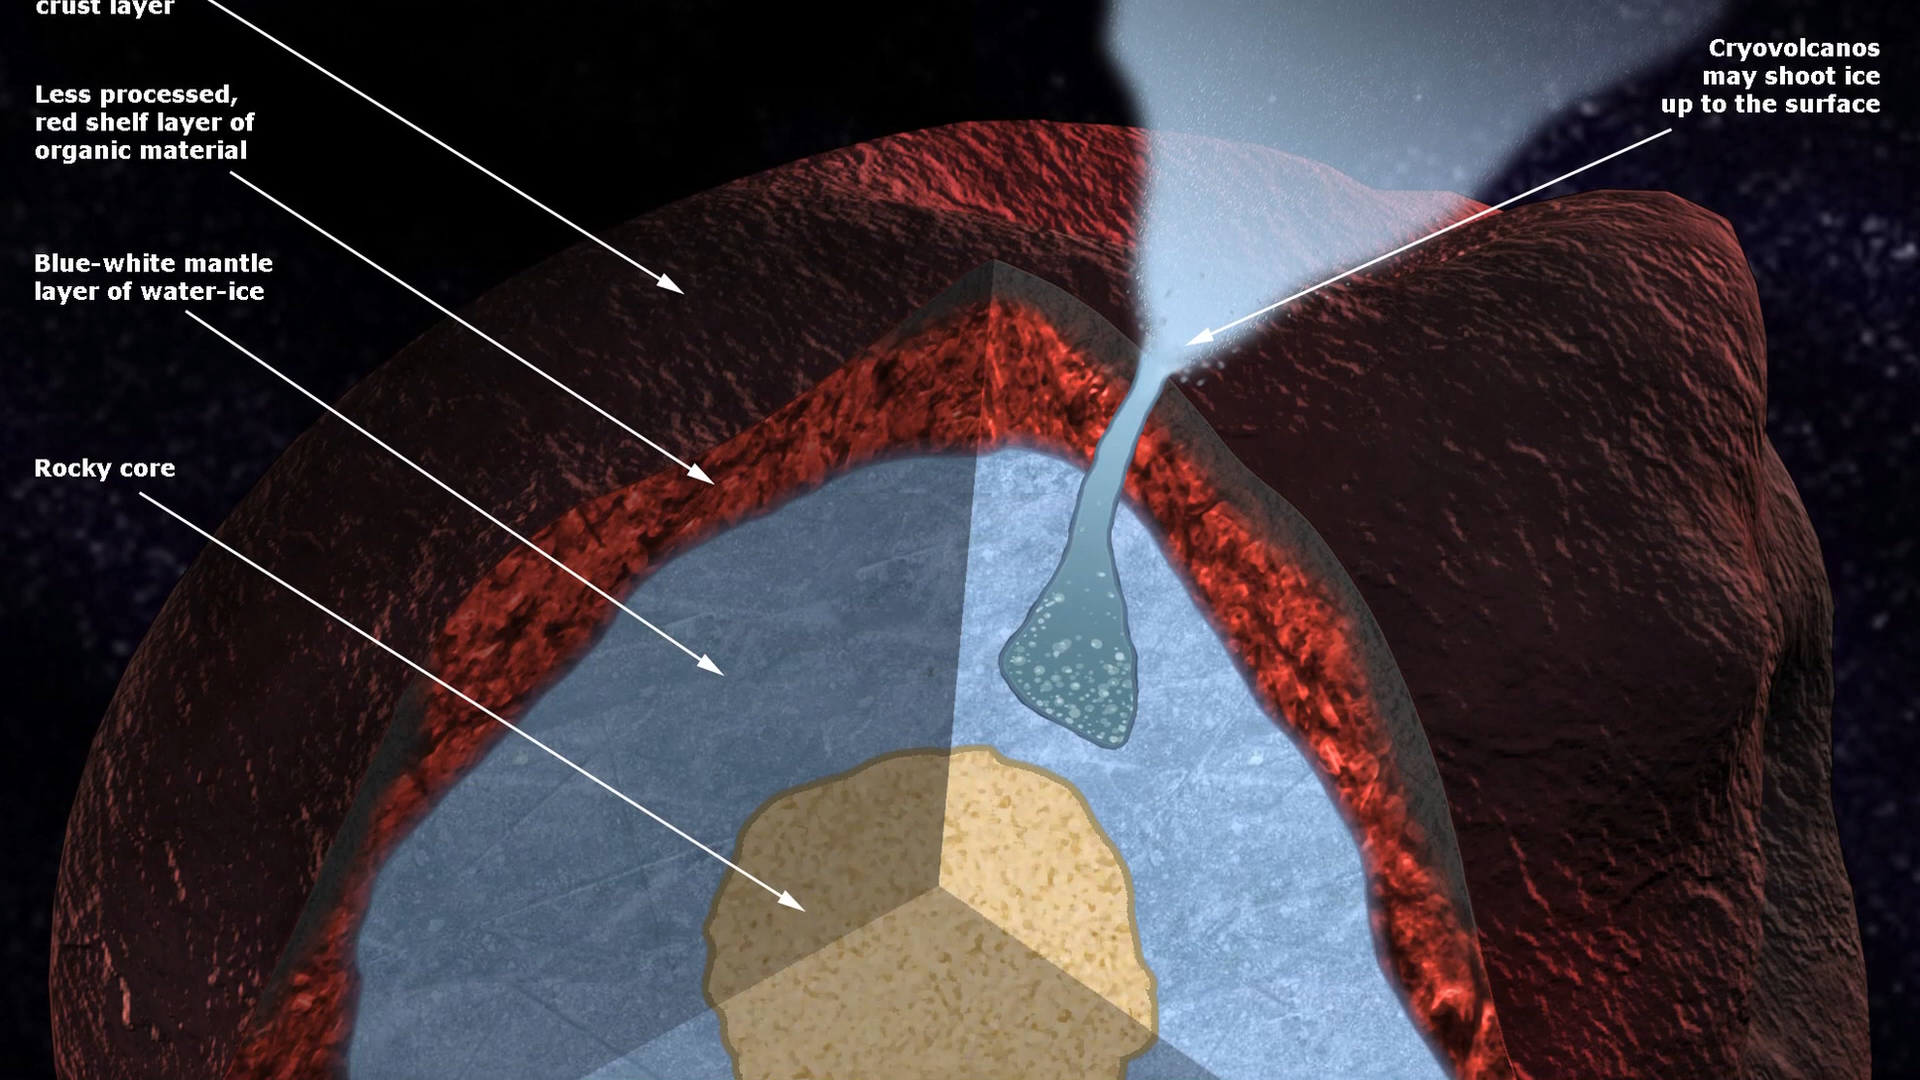 crust layer
Less processed,
red shelf layer of
organic material
Blue-white mantle
layer of water-ice
Rocky core
Cryovolcanos
may shoot ice
up to the surface